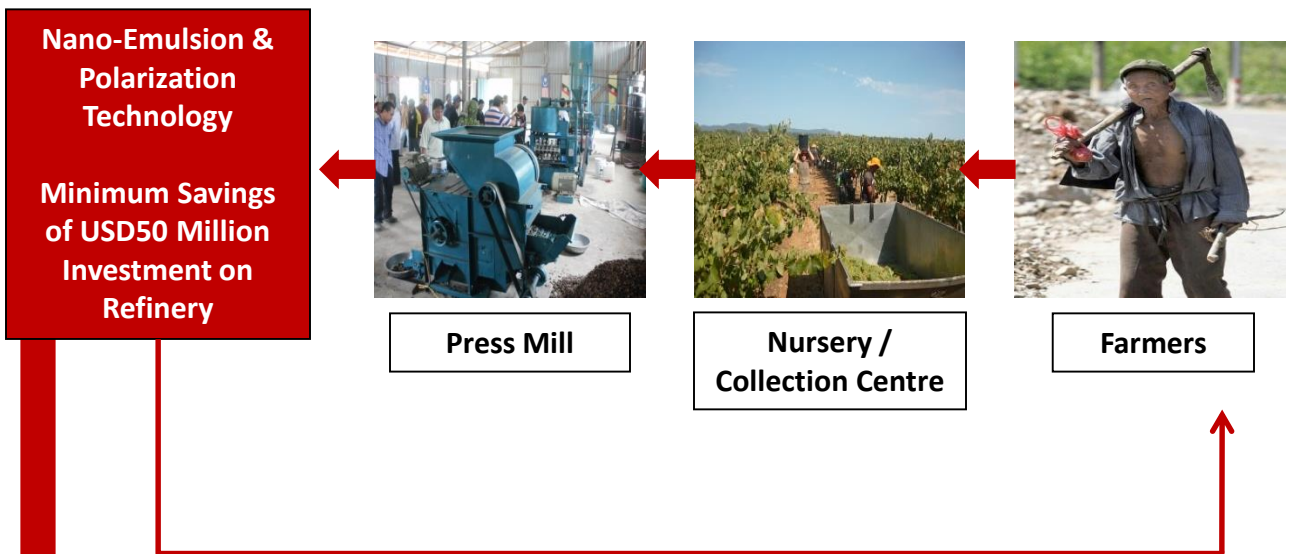 Nano-Emulsion &
Polarization
Technology
Minimum Savings
of USD50 Million
Investment on
Refinery
Press Mill
Nursery /
Collection Centre
Farmers